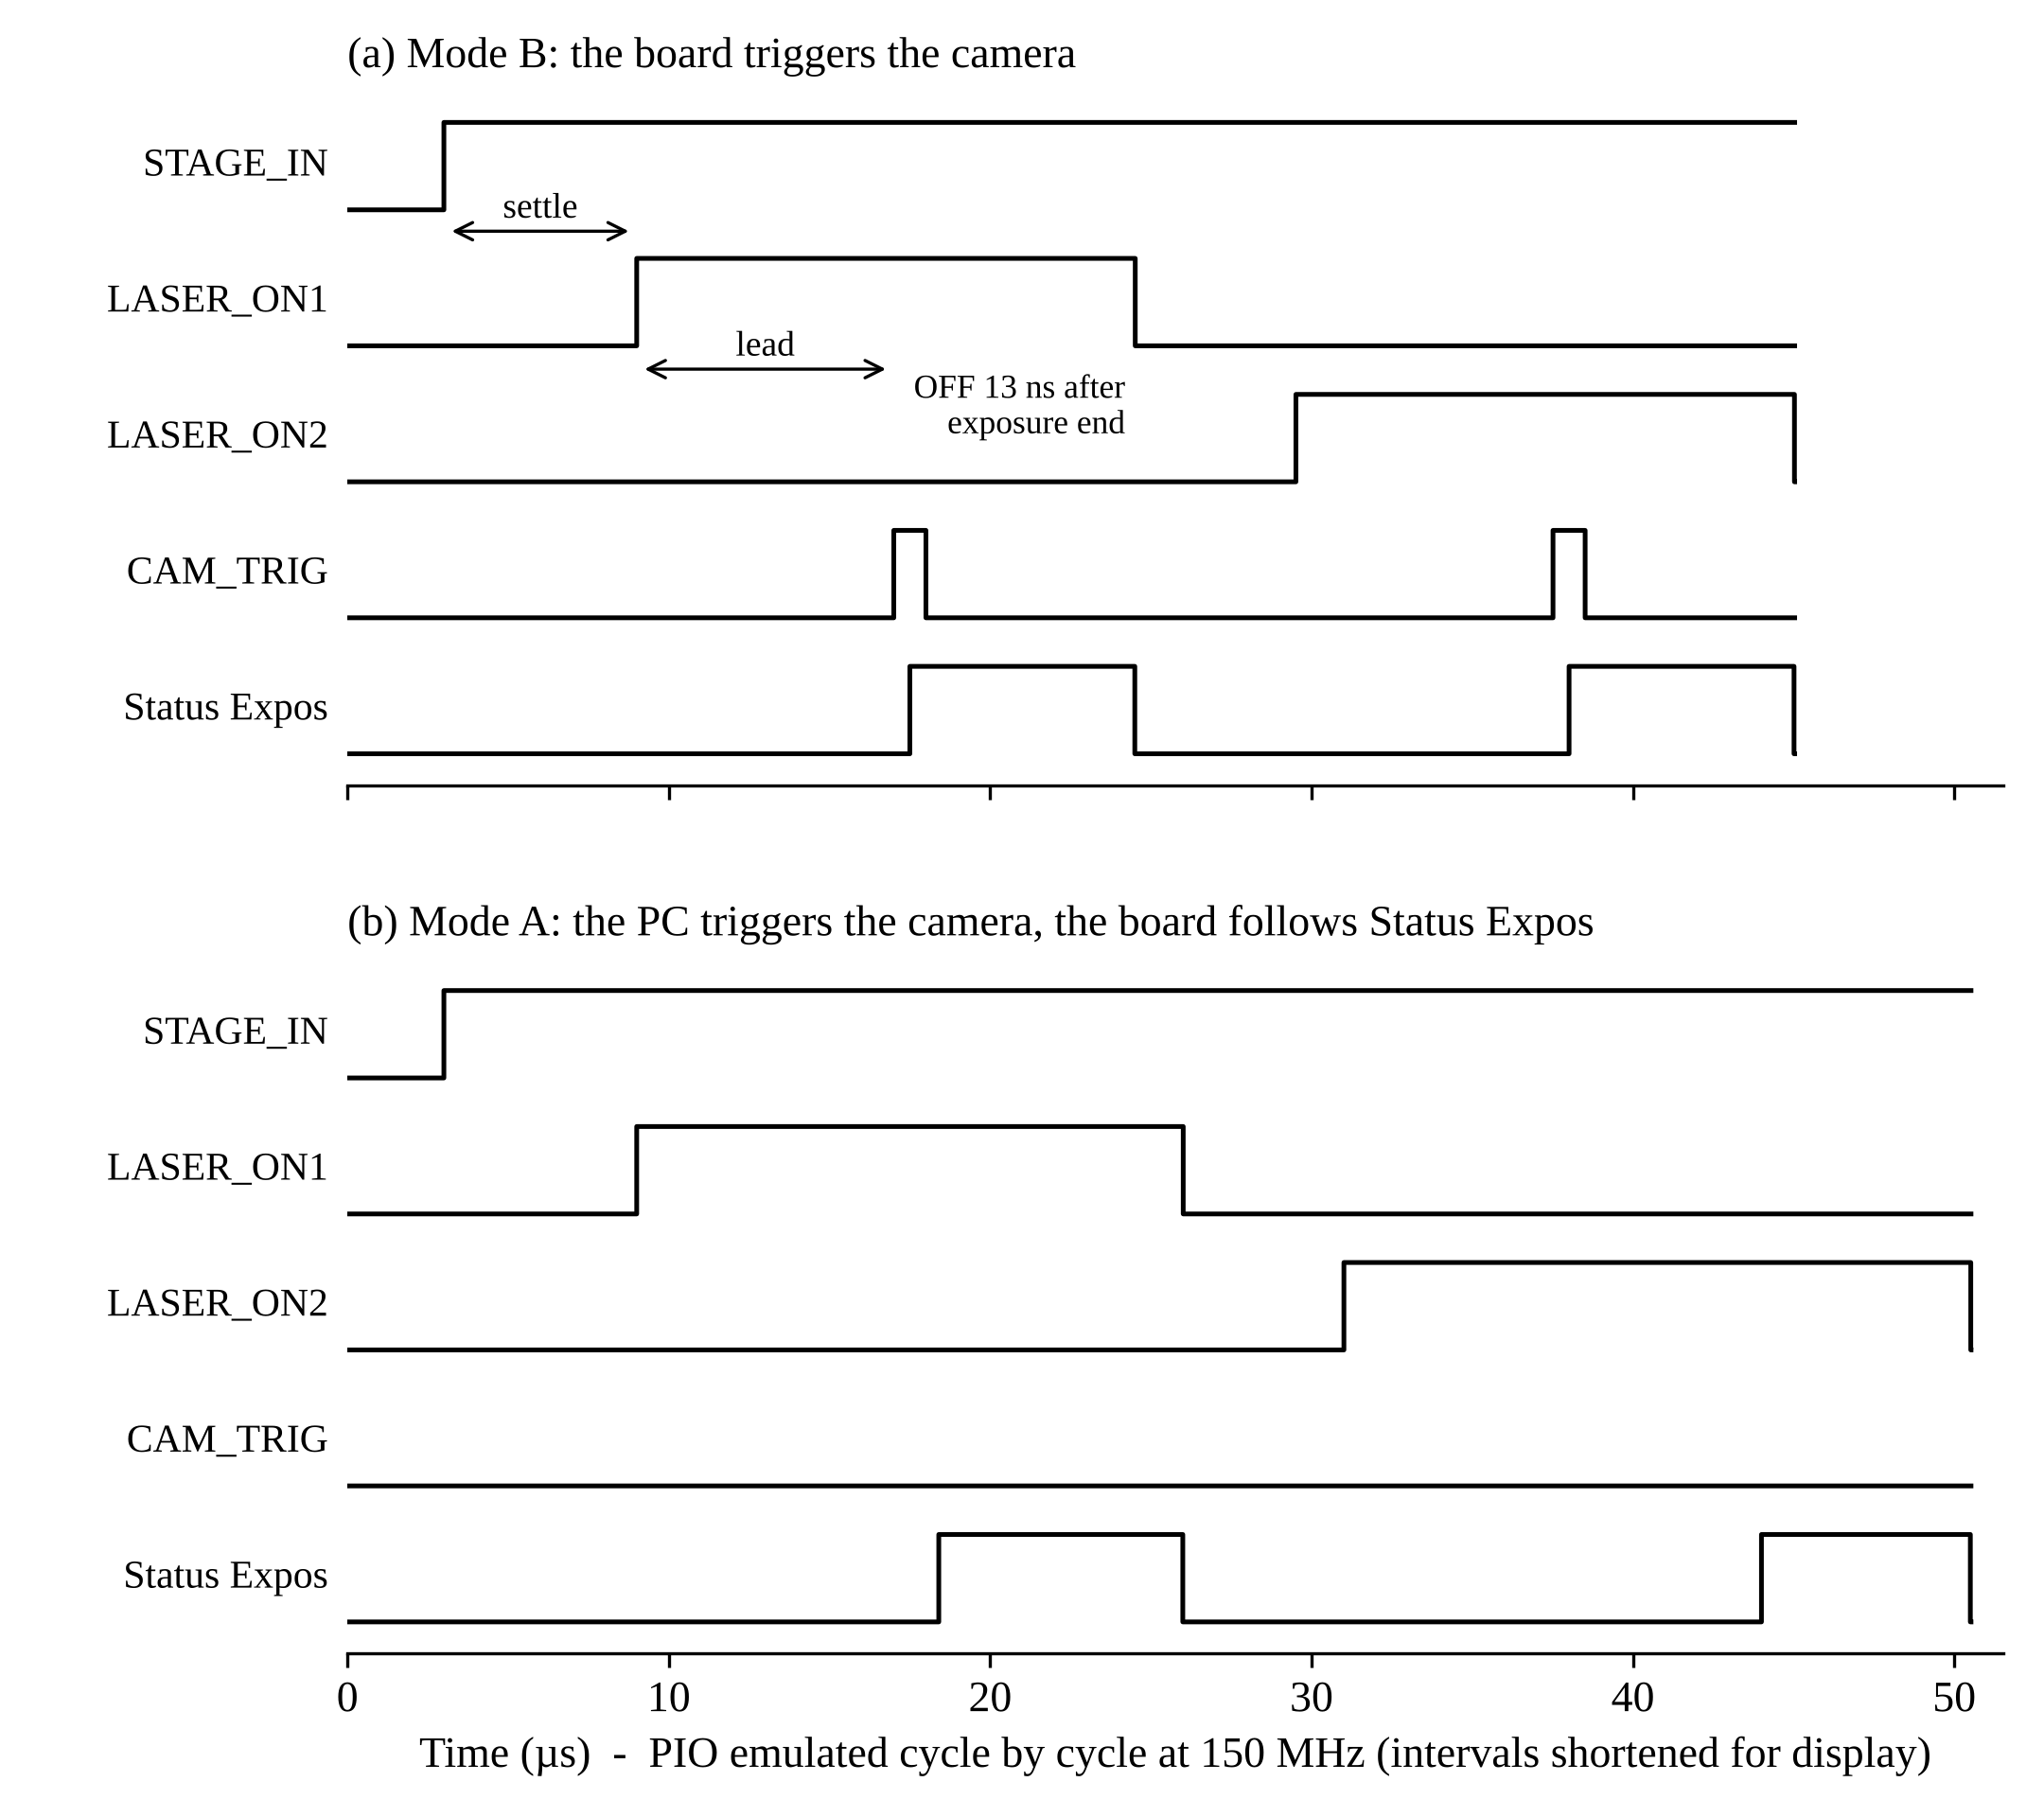 (a) Mode B: the board triggers the camera
STAGE_IN
settle
LASER_ON1
lead
OFF 13 ns after
exposure end
LASER_ON2
CAM_TRIG
Status Expos
(b) Mode A: the PC triggers the camera, the board follows Status Expos
STAGE_IN
LASER_ON1
LASER_ON2
CAM_TRIG
Status Expos
0 10 20 30 40 50
Time (µs) - PIO emulated cycle by cycle at 150 MHz (intervals shortened for display)